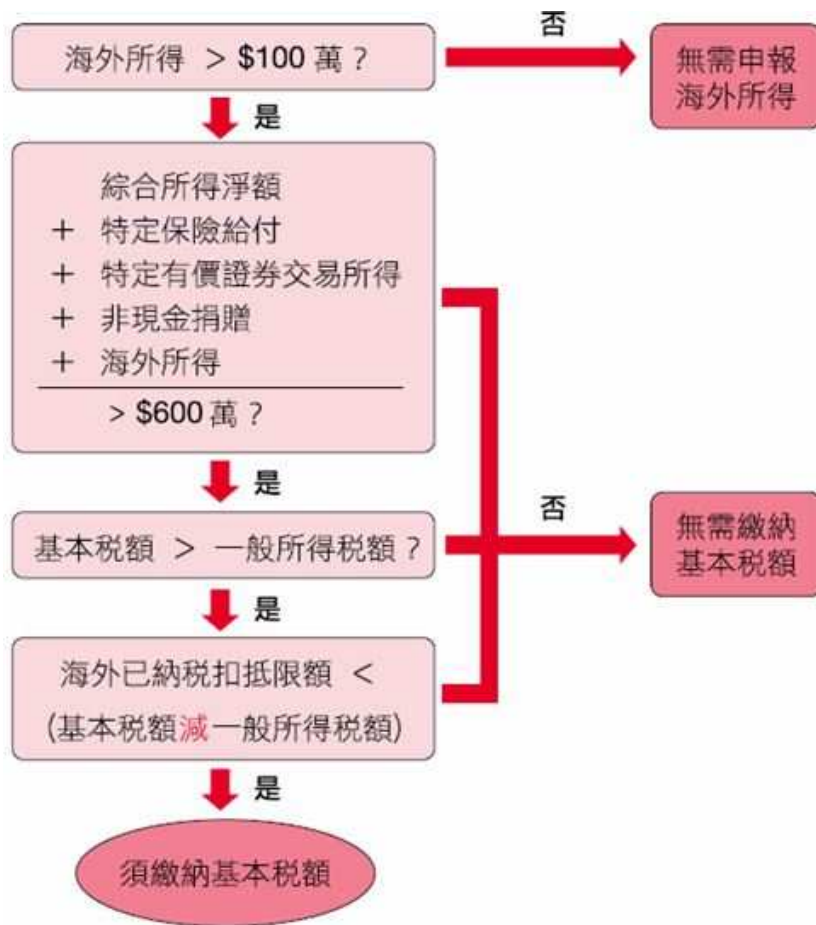 海外所得 > $100 萬？
否
無需申報
海外所得
是
綜合所得淨額
+ 特定保險給付
+ 特定有價證券交易所得
+ 非現金捐贈
+ 海外所得
> $600 萬？
是
基本稅額 > 一般所得稅額？
否
無需繳納
基本稅額
是
海外已納稅扣抵限額 <
(基本稅額減一般所得稅額)
是
須繳納基本稅額